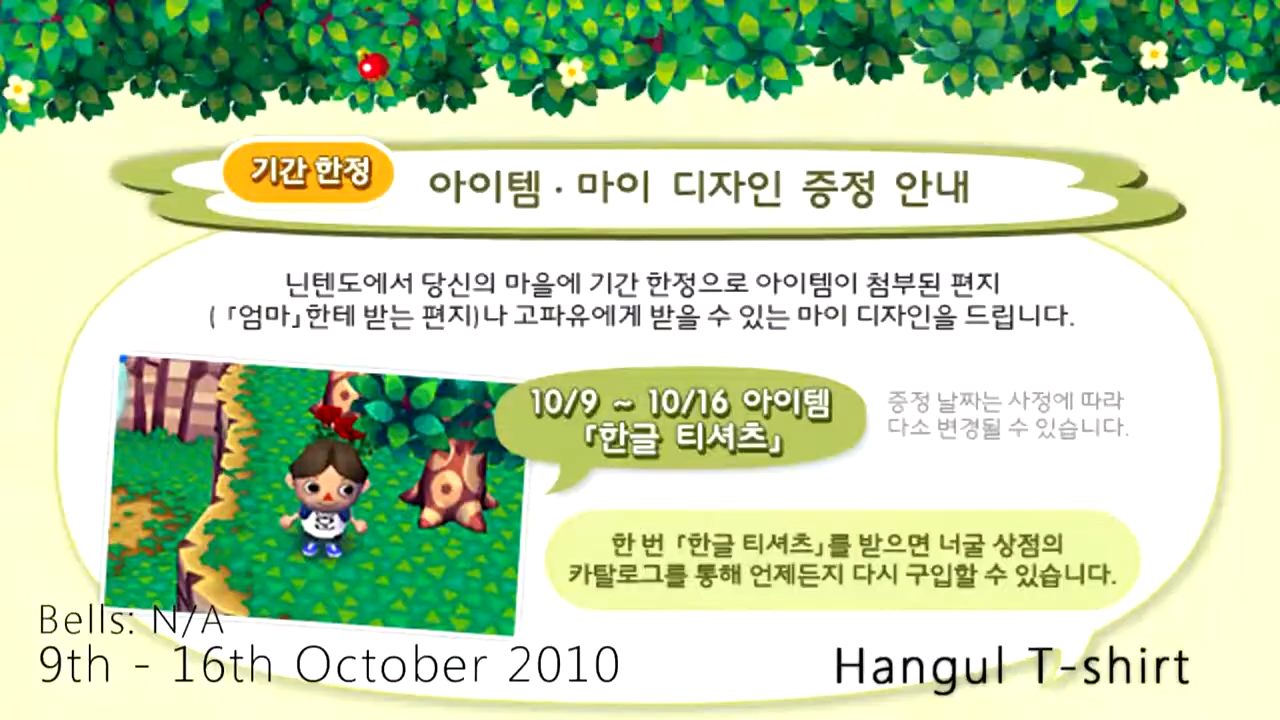 기간 한정
아이템 · 마이 디자인 증정 안내
닌텐도에서 당신의 마을에 기간 한정으로 아이템이 첨부된 편지
(「엄마」한테 받는 편지)나 고파유에게 받을 수 있는 마이 디자인을 드립니다.
10/9 ~ 10/16 아이템
「한글 티셔츠」
증정 날짜는 사정에 따라
다소 변경될 수 있습니다.
한 번 「한글 티셔츠」를 받으면 너굴 상점의
카탈로그를 통해 언제든지 다시 구입할 수 있습니다.
Bells: N/A
9th - 16th October 2010
Hangul T-shirt